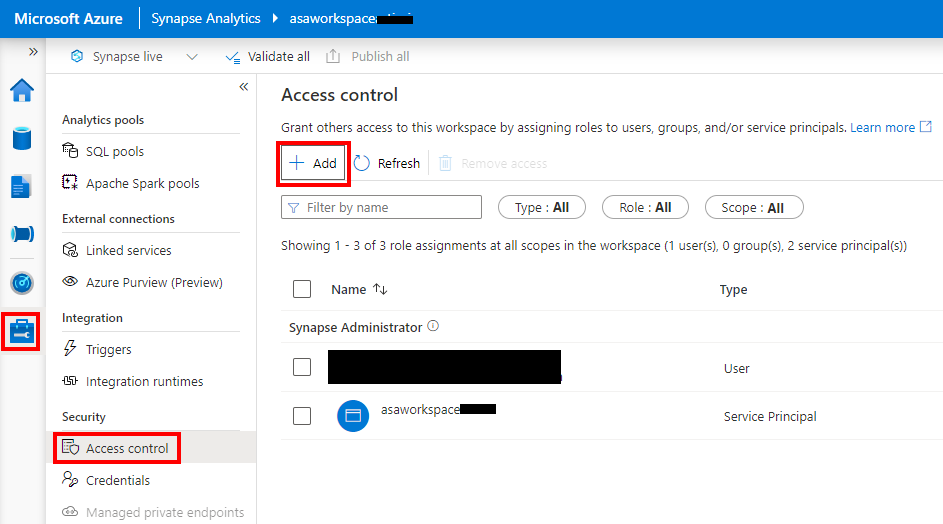 Microsoft Azure Synapse Analytics asaworkspace
Synapse live Validate all Publish all
Analytics pools
SQL pools
Apache Spark pools
External connections
Linked services
Azure Purview (Preview)
Integration
Triggers
Integration runtimes
Security
Access control
Credentials
Managed private endpoints
Access control
Grant others access to this workspace by assigning roles to users, groups, and/or service principals. Learn more
Add Refresh Remove access
Filter by name Type : All Role : All Scope : All
Showing 1 - 3 of 3 role assignments at all scopes in the workspace (1 user(s), 0 group(s), 2 service principal(s))
Name Type
Synapse Administrator
User
asaworkspace Service Principal